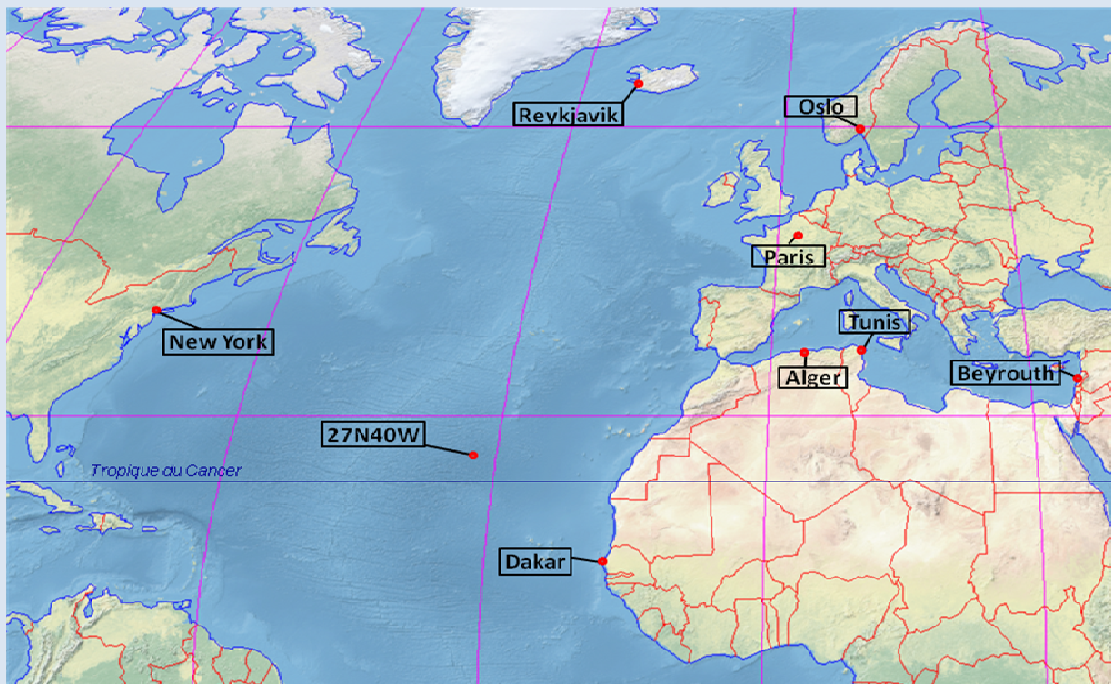 Oslo
Reykjavik
Paris
Tunis
New York
Beyrouth
Alger
27N40W
Tropique du Cancer
Dakar